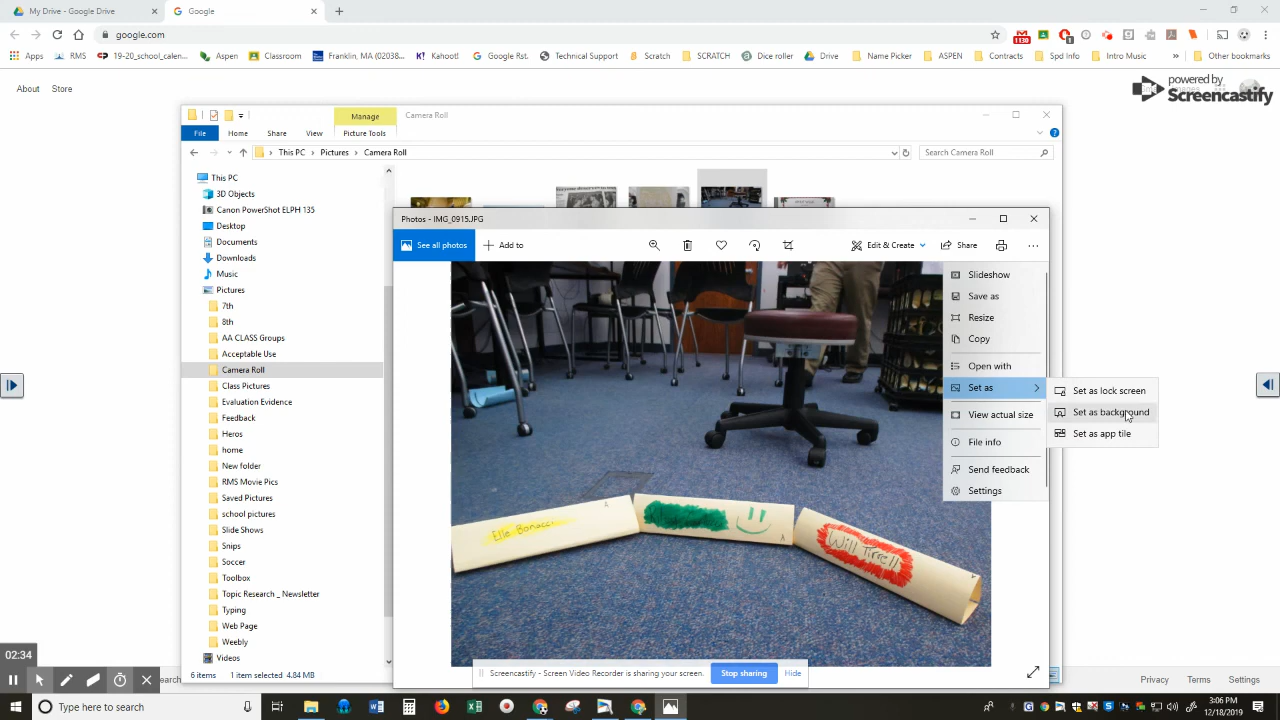 My Drive - Google Drive
Google
google.com
1130
1
Apps
RMS
19-20_school_calen...
Aspen
Classroom
Franklin, MA (02038...
Kahoot!
Google Rst.
Technical Support
Scratch
SCRATCH
Dice roller
Drive
Name Picker
ASPEN
Contracts
Spd Info
Intro Music
»
Other bookmarks
About
Store
powered by
Screencastify
Manage
Camera Roll
File
Home
Share
View
Picture Tools
This PC
Pictures
Camera Roll
Search Camera Roll
This PC
3D Objects
Canon PowerShot ELPH 135
Desktop
Documents
Downloads
Music
Pictures
7th
8th
AA CLASS Groups
Acceptable Use
Camera Roll
Class Pictures
Evaluation Evidence
Feedback
Heros
home
New folder
RMS Movie Pics
Saved Pictures
school pictures
Slide Shows
Snips
Soccer
Toolbox
Topic Research _ Newsletter
Typing
Web Page
Weebly
Videos
6 items
1 item selected
4.84 MB
Photos - IMG_0915.JPG
See all photos
Add to
Edit & Create
Share
Slideshow
Save as
Resize
Copy
Open with
Set as
View actual size
File info
Send feedback
Settings
Set as lock screen
Set as background
Set as app tile
Will Tirrell
Screencastify - Screen Video Recorder is sharing your screen.
Stop sharing
Hide
02:34
earch
Privacy
Terms
Settings
Type here to search
3:06 PM
12/18/2019